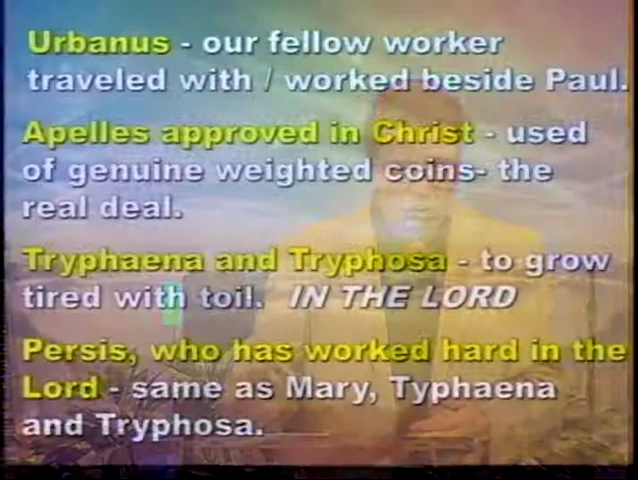 Urbanus - our fellow worker
traveled with / worked beside Paul.
Apelles approved in Christ - used
of genuine weighted coins- the
real deal.
Tryphaena and Tryphosa - to grow
tired with toil. IN THE LORD
Persis, who has worked hard in the
Lord - same as Mary, Typhaena
and Tryphosa.